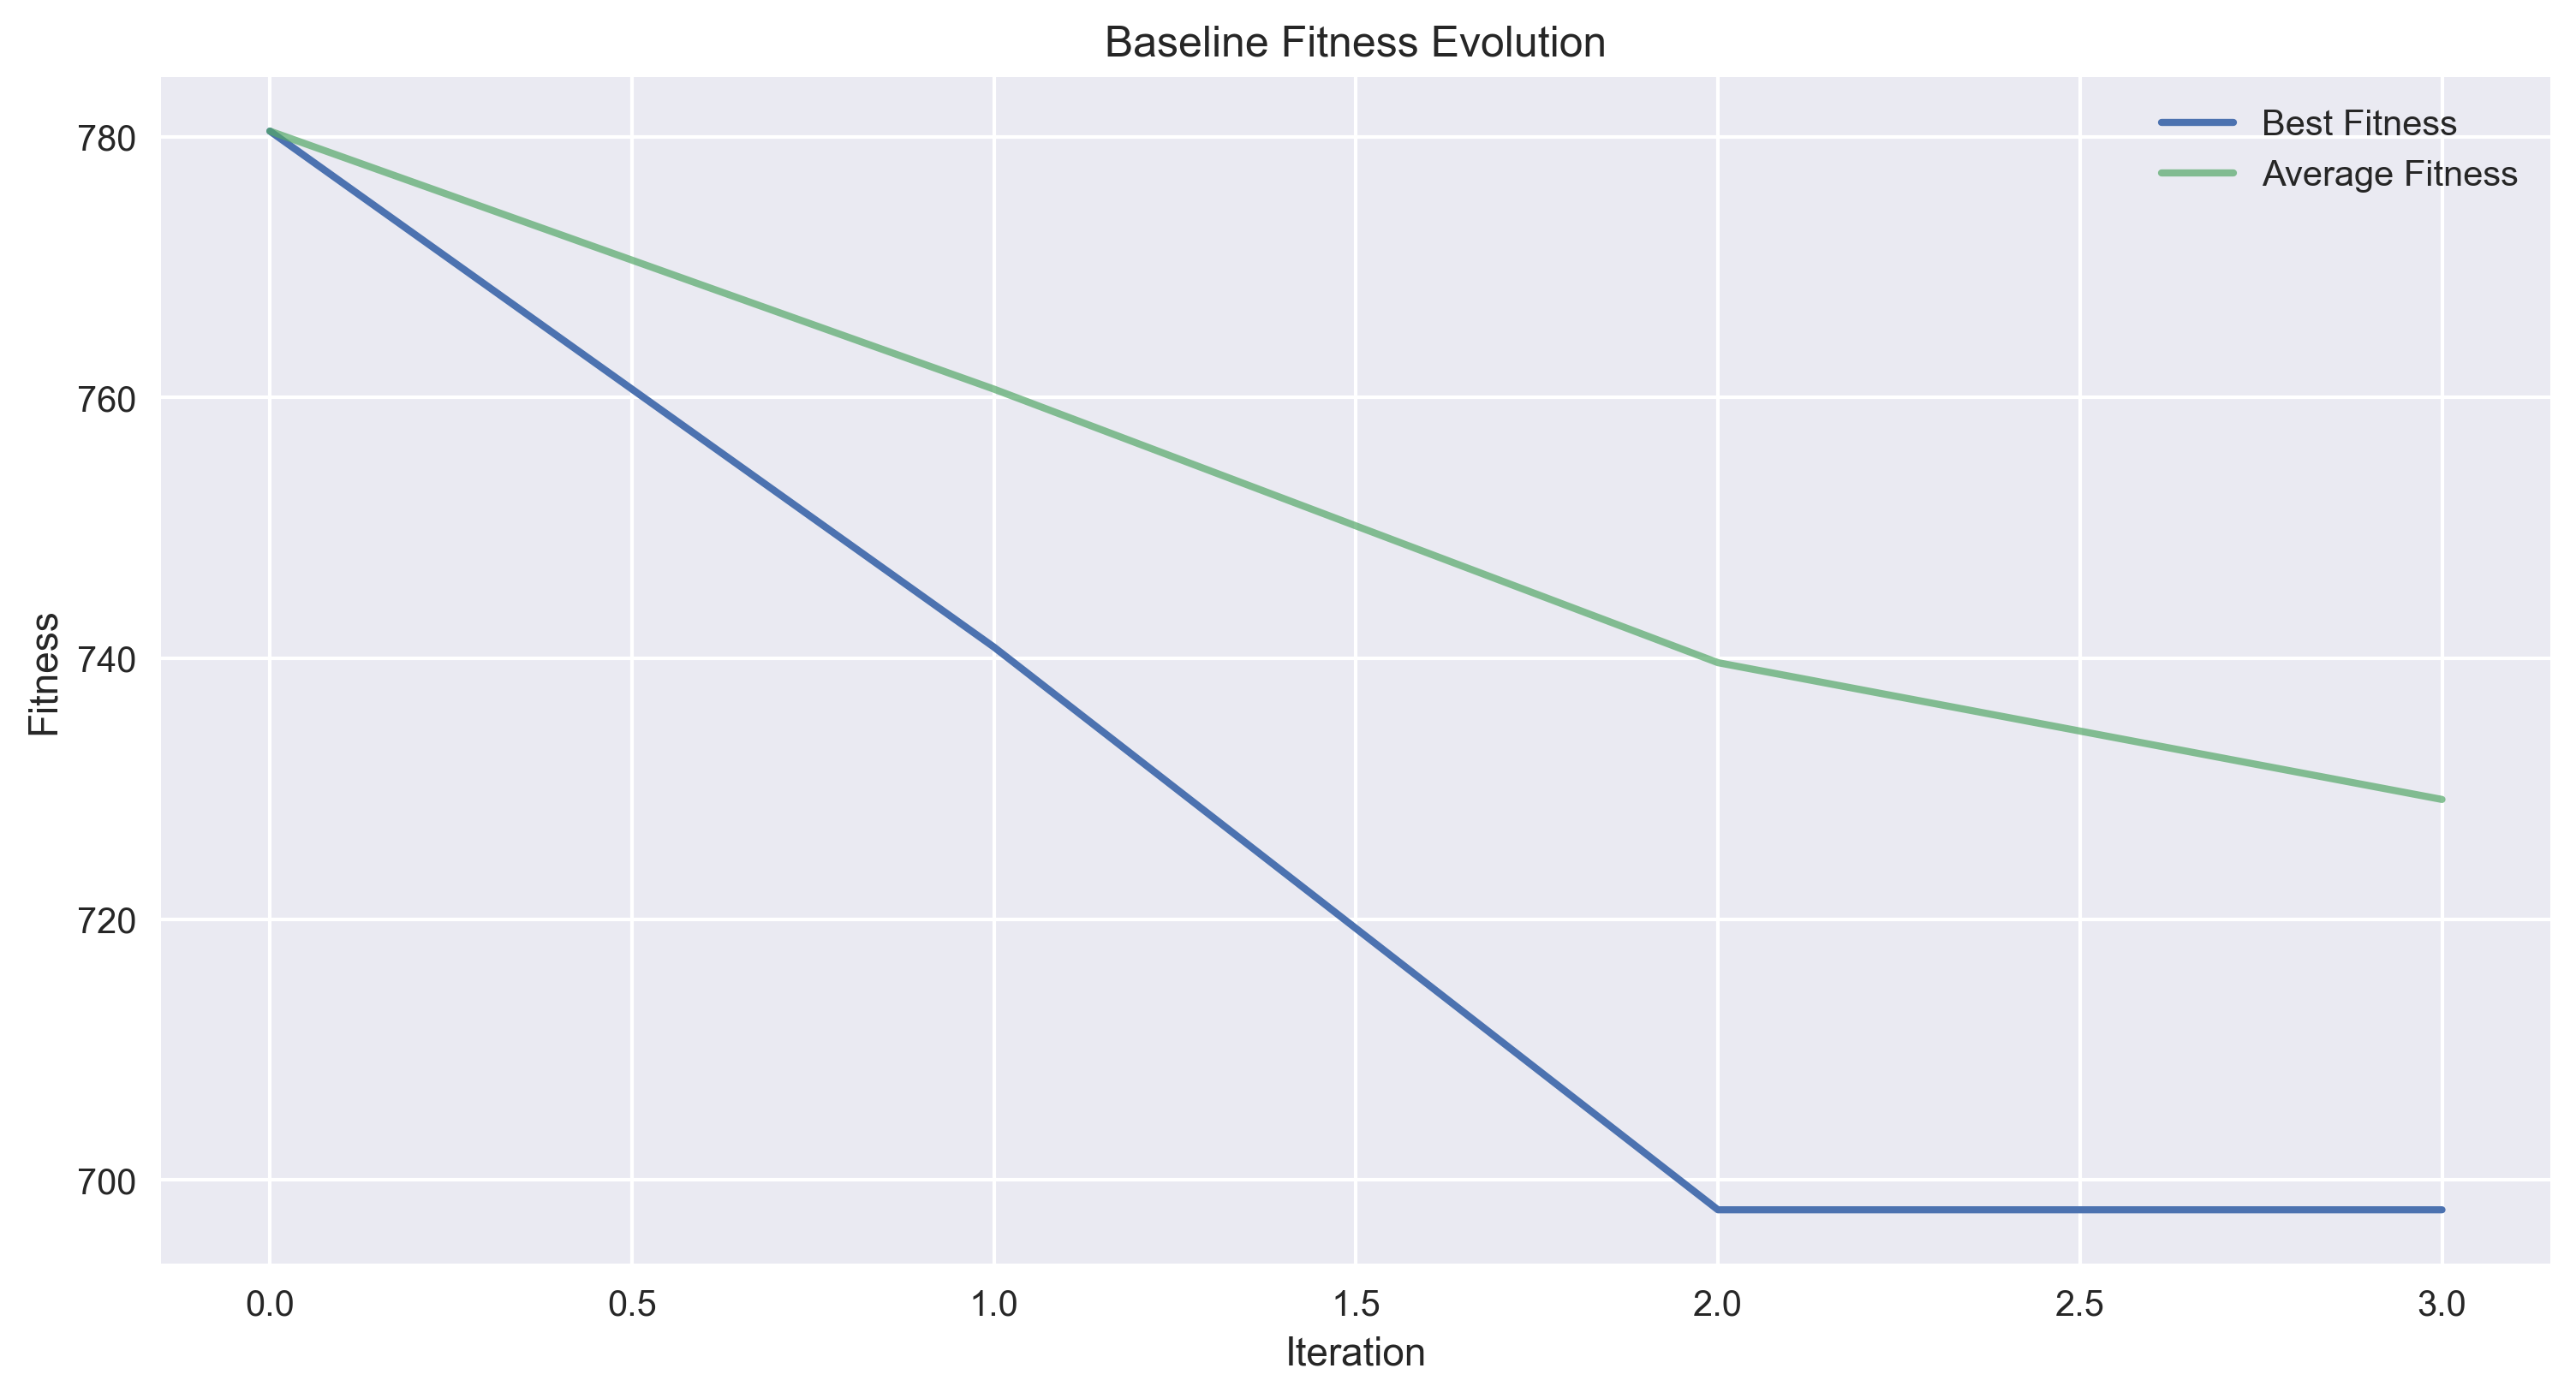 Baseline Fitness Evolution
Best Fitness
Average Fitness
780
760
740
720
700
Fitness
0.0 0.5 1.0 1.5 2.0 2.5 3.0
Iteration